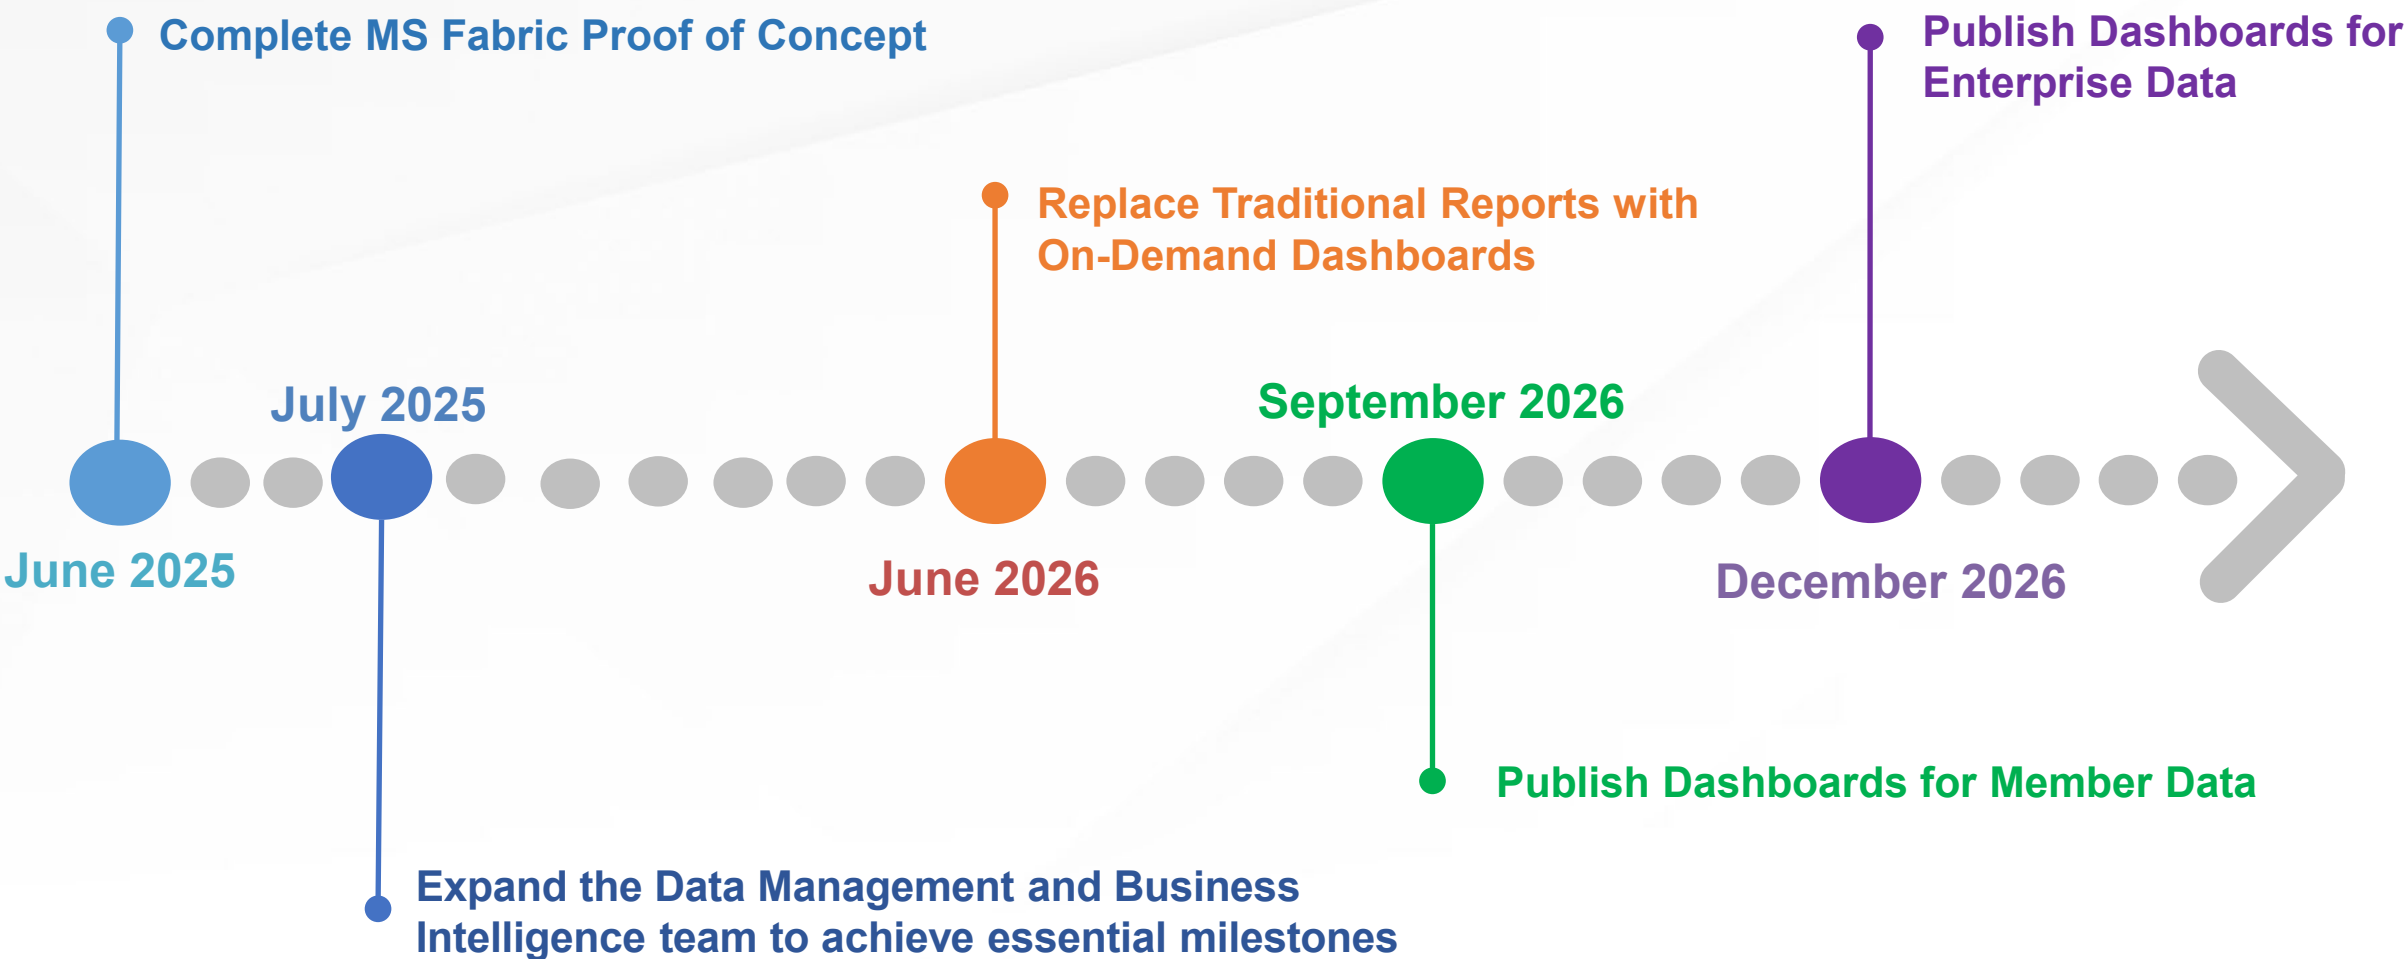 Complete MS Fabric Proof of Concept
Publish Dashboards for
Enterprise Data
Replace Traditional Reports with
On-Demand Dashboards
July 2025
September 2026
June 2025
June 2026
December 2026
Publish Dashboards for Member Data
Expand the Data Management and Business
Intelligence team to achieve essential milestones